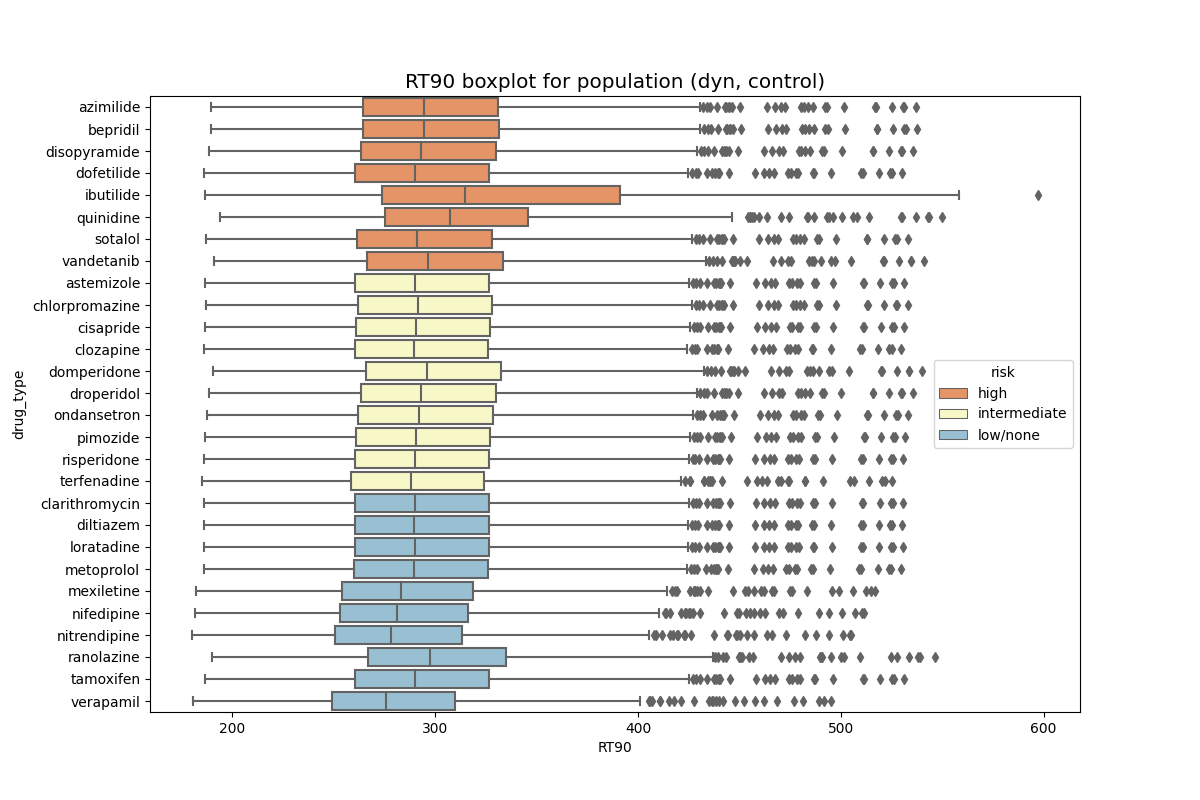 RT90 boxplot for population (dyn, control)
azimilide
bepridil
disopyramide
dofetilide
ibutilide
quinidine
sotalol
vandetanib
astemizole
chlorpromazine
cisapride
clozapine
domperidone
droperidol
ondansetron
pimozide
risperidone
terfenadine
clarithromycin
diltiazem
loratadine
metoprolol
mexiletine
nifedipine
nitrendipine
ranolazine
tamoxifen
verapamil
drug_type
risk
high
intermediate
low/none
200 300 400 500 600
RT90